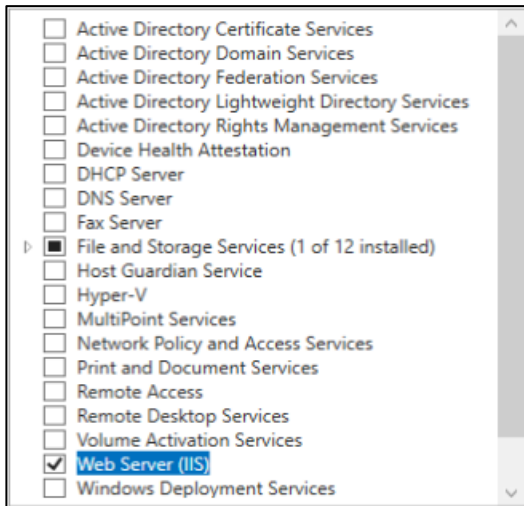 Active Directory Certificate Services
Active Directory Domain Services
Active Directory Federation Services
Active Directory Lightweight Directory Services
Active Directory Rights Management Services
Device Health Attestation
DHCP Server
DNS Server
Fax Server
File and Storage Services (1 of 12 installed)
Host Guardian Service
Hyper-V
MultiPoint Services
Network Policy and Access Services
Print and Document Services
Remote Access
Remote Desktop Services
Volume Activation Services
Web Server (IIS)
Windows Deployment Services